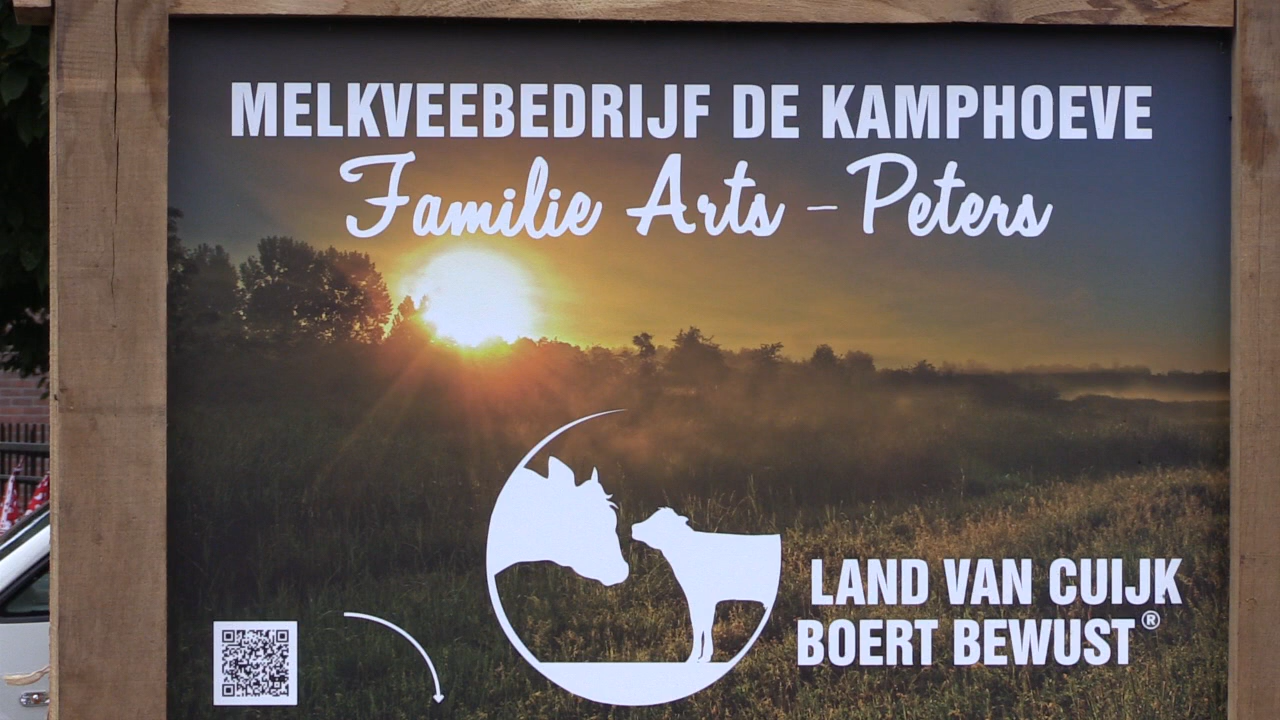 MELKVEEBEDRIJF DE KAMPHOEVE
Familie Arts – Peters
LAND VAN CUIJK
BOERT BEWUST®